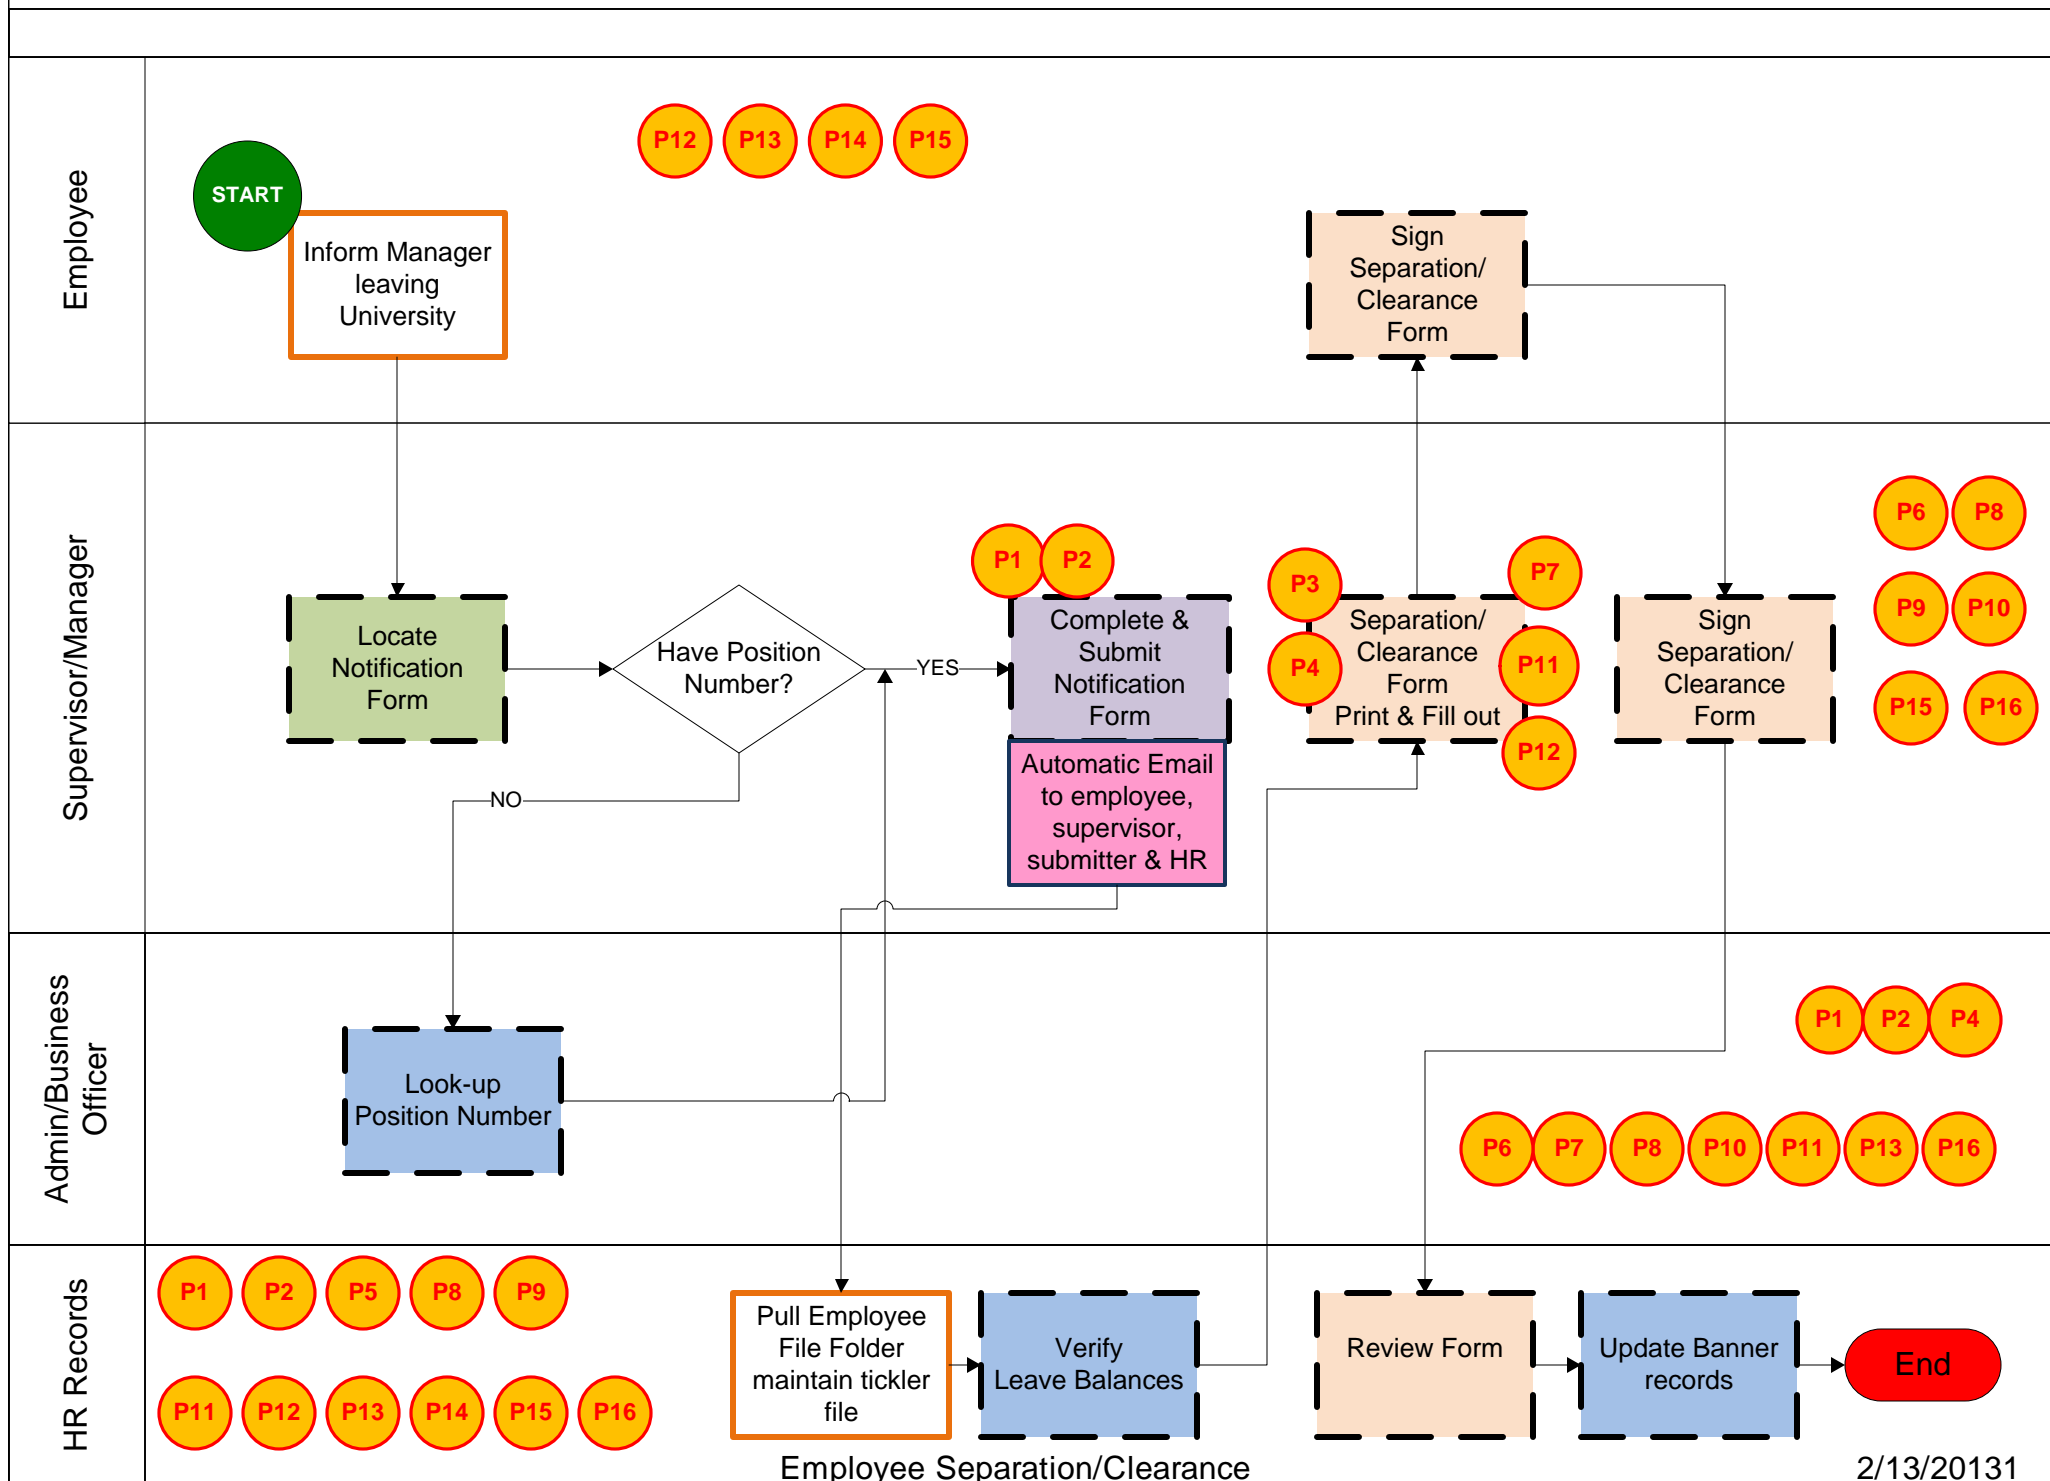 Employee
START
P12 P13 P14 P15
Inform Manager
leaving
University
Sign
Separation/
Clearance
Form
Supervisor/Manager
Locate
Notification
Form
Have Position
Number?
YES
NO
P1 P2
Complete &
Submit
Notification
Form
Automatic Email
to employee,
supervisor,
submitter & HR
P3
P4
P7
P11
P12
Separation/
Clearance
Form
Print & Fill out
Sign
Separation/
Clearance
Form
P6 P8
P9 P10
P15 P16
Admin/Business
Officer
Look-up
Position Number
P1 P2 P4
P6 P7 P8 P10 P11 P13 P16
HR Records
P1 P2 P5 P8 P9
P11 P12 P13 P14 P15 P16
Pull Employee
File Folder
maintain tickler
file
Verify
Leave Balances
Review Form
Update Banner
records
End
Employee Separation/Clearance
2/13/20131